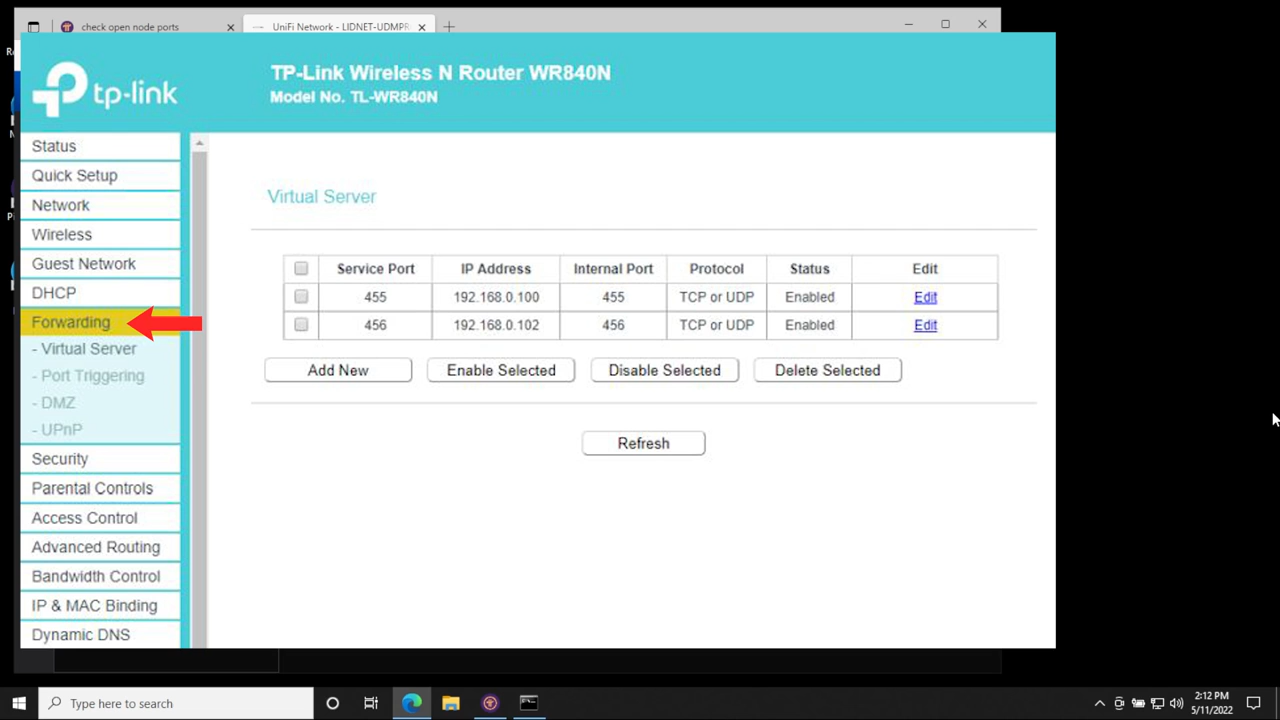 check open node ports
UniFi Network - LIDNET-UDMPR
tp-link
TP-Link Wireless N Router WR840N
Model No. TL-WR840N
Status
Quick Setup
Network
Wireless
Guest Network
DHCP
Forwarding
- Virtual Server
- Port Triggering
- DMZ
- UPnP
Security
Parental Controls
Access Control
Advanced Routing
Bandwidth Control
IP & MAC Binding
Dynamic DNS
Virtual Server
Service Port IP Address Internal Port Protocol Status Edit
455 192.168.0.100 455 TCP or UDP Enabled Edit
456 192.168.0.102 456 TCP or UDP Enabled Edit
Add New Enable Selected Disable Selected Delete Selected
Refresh
Type here to search
2:12 PM
5/11/2022